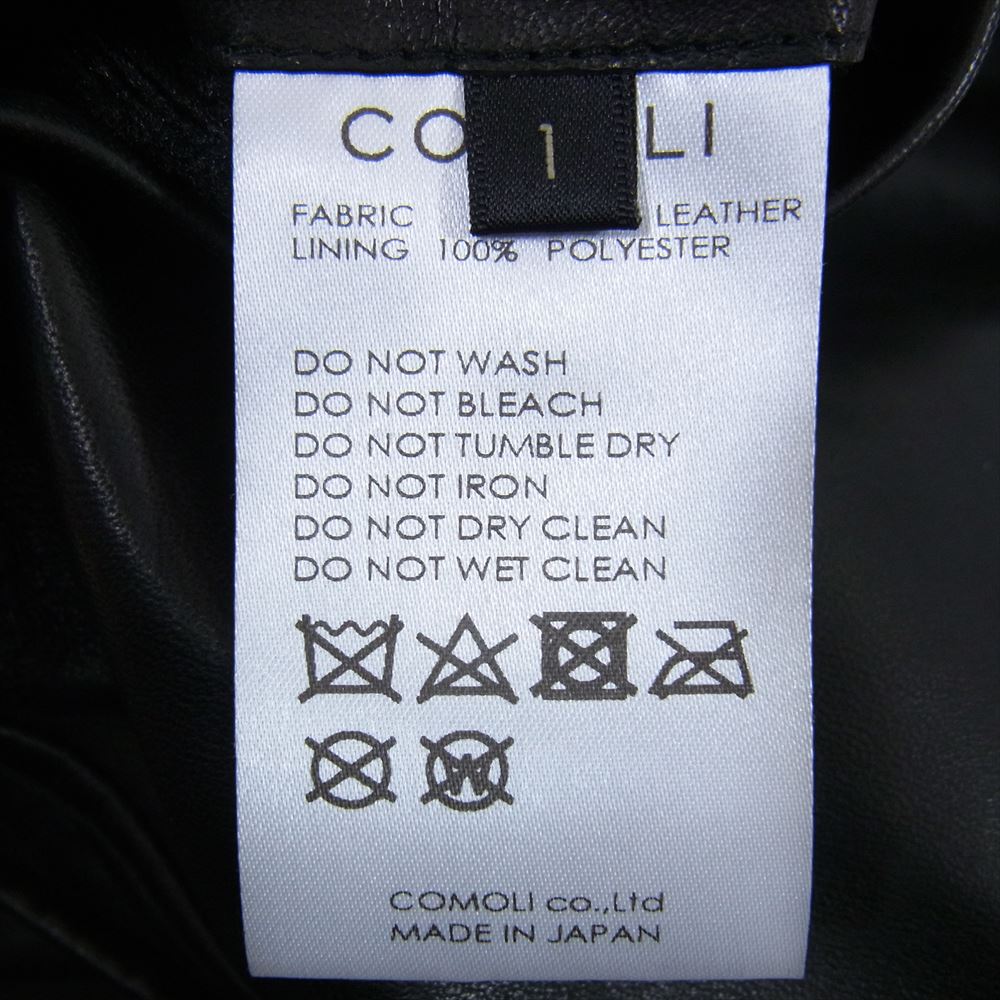 CO LI
1
FABRIC LEATHER
LINING 100% POLYESTER
DO NOT WASH
DO NOT BLEACH
DO NOT TUMBLE DRY
DO NOT IRON
DO NOT DRY CLEAN
DO NOT WET CLEAN
W
COMOLI co.,Ltd
MADE IN JAPAN